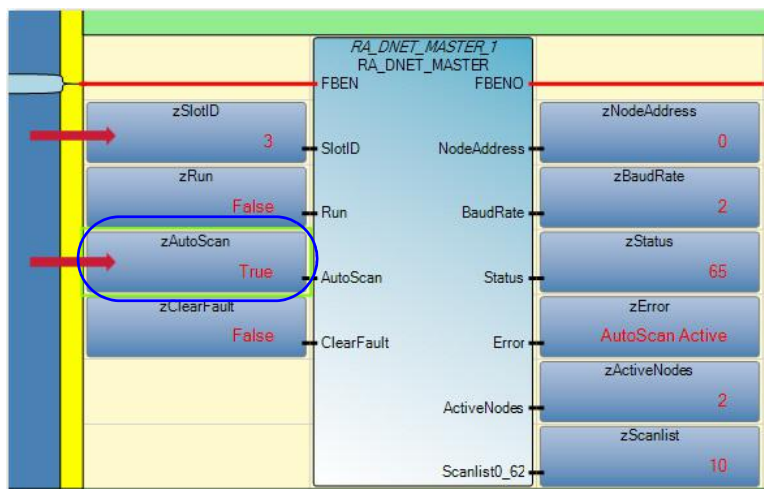 RA_DNET_MASTER_1
RA_DNET_MASTER
FBEN FBENO
zSlotID
3
SlotID
zRun
False
Run
zAutoScan
True
AutoScan
zClearFault
False
ClearFault
NodeAddress
zNodeAddress
0
BaudRate
zBaudRate
2
Status
zStatus
65
Error
zError
AutoScan Active
ActiveNodes
zActiveNodes
2
Scanlist0_62
zScanlist
10